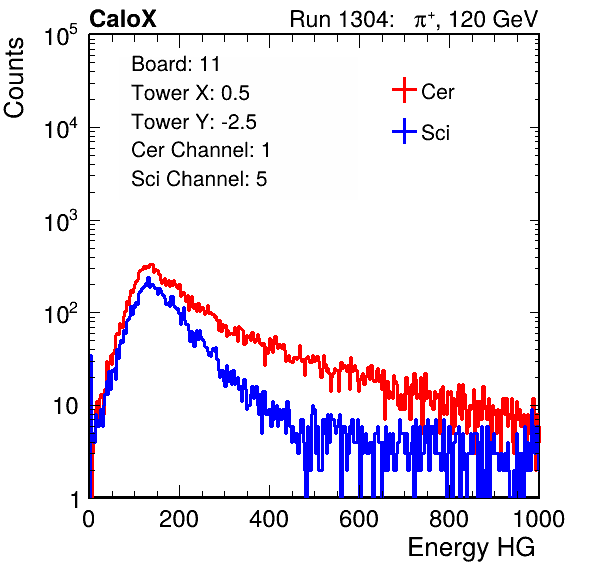 CaloX Run 1304: π⁺, 120 GeV
Board: 11
Tower X: 0.5
Tower Y: -2.5
Cer Channel: 1
Sci Channel: 5
Cer
Sci
Counts
10⁵
10⁴
10³
10²
10
1
0 200 400 600 800 1000
Energy HG